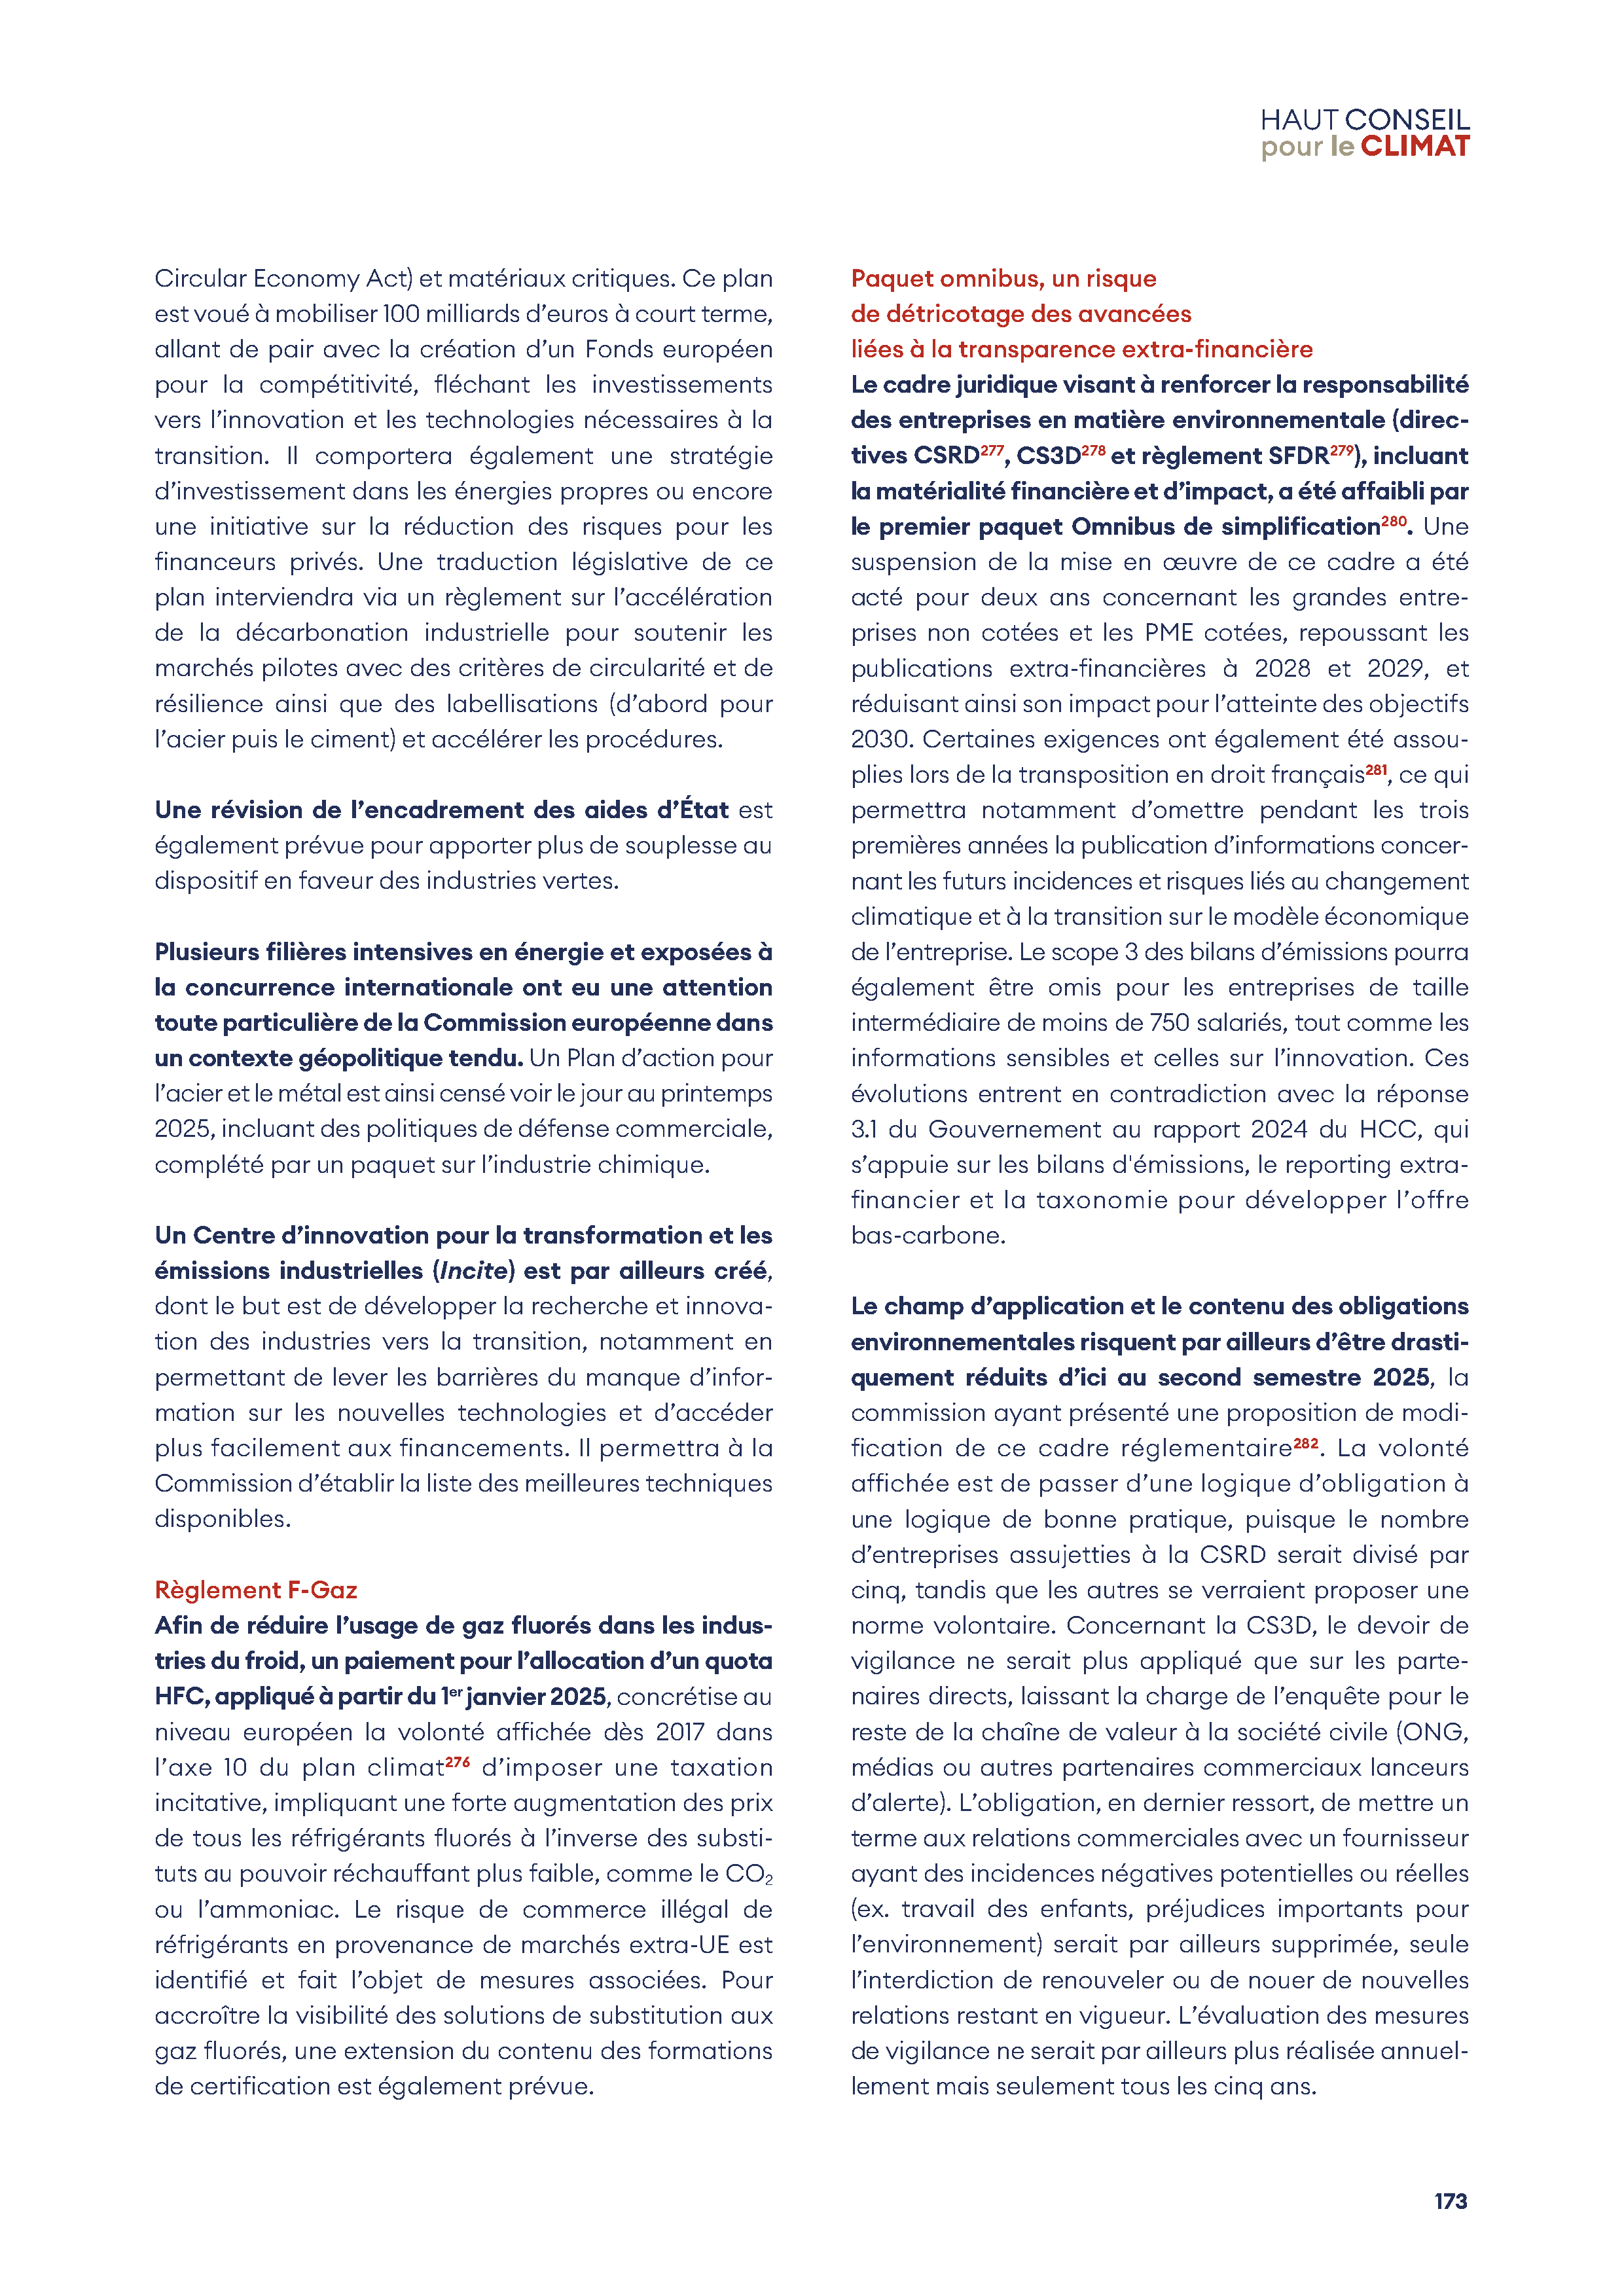 HAUT CONSEIL
pour le CLIMAT
Circular Economy Act) et matériaux critiques. Ce plan
est voué à mobiliser 100 milliards d’euros à court terme,
allant de pair avec la création d’un Fonds européen
pour la compétitivité, fléchant les investissements
vers l’innovation et les technologies nécessaires à la
transition. Il comportera également une stratégie
d’investissement dans les énergies propres ou encore
une initiative sur la réduction des risques pour les
financeurs privés. Une traduction législative de ce
plan interviendra via un règlement sur l’accélération
de la décarbonation industrielle pour soutenir les
marchés pilotes avec des critères de circularité et de
résilience ainsi que des labellisations (d’abord pour
l’acier puis le ciment) et accélérer les procédures.
Une révision de l’encadrement des aides d’État est
également prévue pour apporter plus de souplesse au
dispositif en faveur des industries vertes.
Plusieurs filières intensives en énergie et exposées à
la concurrence internationale ont eu une attention
toute particulière de la Commission européenne dans
un contexte géopolitique tendu. Un Plan d’action pour
l’acier et le métal est ainsi censé voir le jour au printemps
2025, incluant des politiques de défense commerciale,
complété par un paquet sur l’industrie chimique.
Un Centre d’innovation pour la transformation et les
émissions industrielles (Incite) est par ailleurs créé,
dont le but est de développer la recherche et innova-
tion des industries vers la transition, notamment en
permettant de lever les barrières du manque d’infor-
mation sur les nouvelles technologies et d’accéder
plus facilement aux financements. Il permettra à la
Commission d’établir la liste des meilleures techniques
disponibles.
Règlement F-Gaz
Afin de réduire l’usage de gaz fluorés dans les indus-
tries du froid, un paiement pour l’allocation d’un quota
HFC, appliqué à partir du 1er janvier 2025, concrétise au
niveau européen la volonté affichée dès 2017 dans
l’axe 10 du plan climat276 d’imposer une taxation
incitative, impliquant une forte augmentation des prix
de tous les réfrigérants fluorés à l’inverse des substi-
tuts au pouvoir réchauffant plus faible, comme le CO2
ou l’ammoniac. Le risque de commerce illégal de
réfrigérants en provenance de marchés extra-UE est
identifié et fait l’objet de mesures associées. Pour
accroître la visibilité des solutions de substitution aux
gaz fluorés, une extension du contenu des formations
de certification est également prévue.
Paquet omnibus, un risque
de détricotage des avancées
liées à la transparence extra-financière
Le cadre juridique visant à renforcer la responsabilité
des entreprises en matière environnementale (direc-
tives CSRD277, CS3D278 et règlement SFDR279), incluant
la matérialité financière et d’impact, a été affaibli par
le premier paquet Omnibus de simplification280. Une
suspension de la mise en œuvre de ce cadre a été
acté pour deux ans concernant les grandes entre-
prises non cotées et les PME cotées, repoussant les
publications extra-financières à 2028 et 2029, et
réduisant ainsi son impact pour l’atteinte des objectifs
2030. Certaines exigences ont également été assou-
plies lors de la transposition en droit français281, ce qui
permettra notamment d’omettre pendant les trois
premières années la publication d’informations concer-
nant les futurs incidences et risques liés au changement
climatique et à la transition sur le modèle économique
de l’entreprise. Le scope 3 des bilans d’émissions pourra
également être omis pour les entreprises de taille
intermédiaire de moins de 750 salariés, tout comme les
informations sensibles et celles sur l’innovation. Ces
évolutions entrent en contradiction avec la réponse
3.1 du Gouvernement au rapport 2024 du HCC, qui
s’appuie sur les bilans d'émissions, le reporting extra-
financier et la taxonomie pour développer l’offre
bas-carbone.
Le champ d’application et le contenu des obligations
environnementales risquent par ailleurs d’être drasti-
quement réduits d’ici au second semestre 2025, la
commission ayant présenté une proposition de modi-
fication de ce cadre réglementaire282. La volonté
affichée est de passer d’une logique d’obligation à
une logique de bonne pratique, puisque le nombre
d’entreprises assujetties à la CSRD serait divisé par
cinq, tandis que les autres se verraient proposer une
norme volontaire. Concernant la CS3D, le devoir de
vigilance ne serait plus appliqué que sur les parte-
naires directs, laissant la charge de l’enquête pour le
reste de la chaîne de valeur à la société civile (ONG,
médias ou autres partenaires commerciaux lanceurs
d’alerte). L’obligation, en dernier ressort, de mettre un
terme aux relations commerciales avec un fournisseur
ayant des incidences négatives potentielles ou réelles
(ex. travail des enfants, préjudices importants pour
l’environnement) serait par ailleurs supprimée, seule
l’interdiction de renouveler ou de nouer de nouvelles
relations restant en vigueur. L’évaluation des mesures
de vigilance ne serait par ailleurs plus réalisée annuel-
lement mais seulement tous les cinq ans.
173